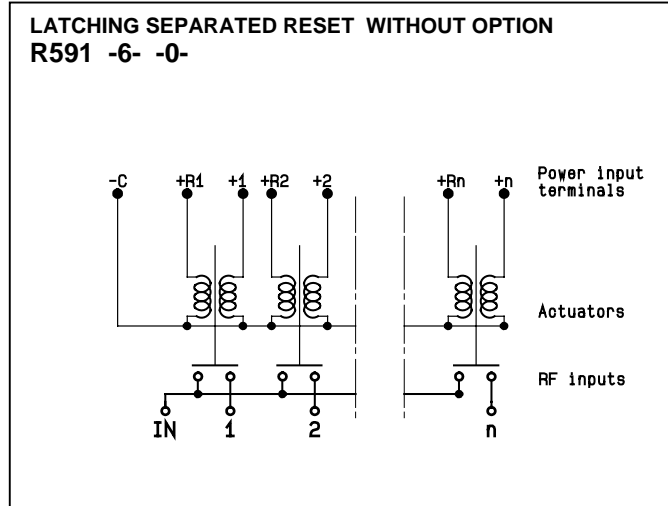 LATCHING SEPARATED RESET WITHOUT OPTION
R591 -6- -0-
-C +R1 +1 +R2 +2 +Rn +n Power input
terminals
Actuators
RF inputs
IN 1 2 n